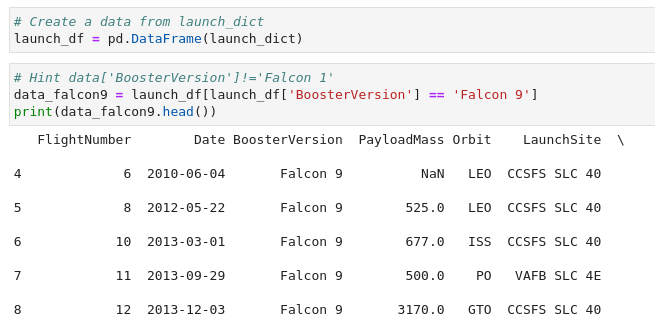 # Create a data from launch_dict
launch_df = pd.DataFrame(launch_dict)
# Hint data['BoosterVersion']!='Falcon 1'
data_falcon9 = launch_df[launch_df['BoosterVersion'] == 'Falcon 9']
print(data_falcon9.head())
FlightNumber Date BoosterVersion PayloadMass Orbit LaunchSite \
4 6 2010-06-04 Falcon 9 NaN LEO CCSFS SLC 40
5 8 2012-05-22 Falcon 9 525.0 LEO CCSFS SLC 40
6 10 2013-03-01 Falcon 9 677.0 ISS CCSFS SLC 40
7 11 2013-09-29 Falcon 9 500.0 PO VAFB SLC 4E
8 12 2013-12-03 Falcon 9 3170.0 GTO CCSFS SLC 40